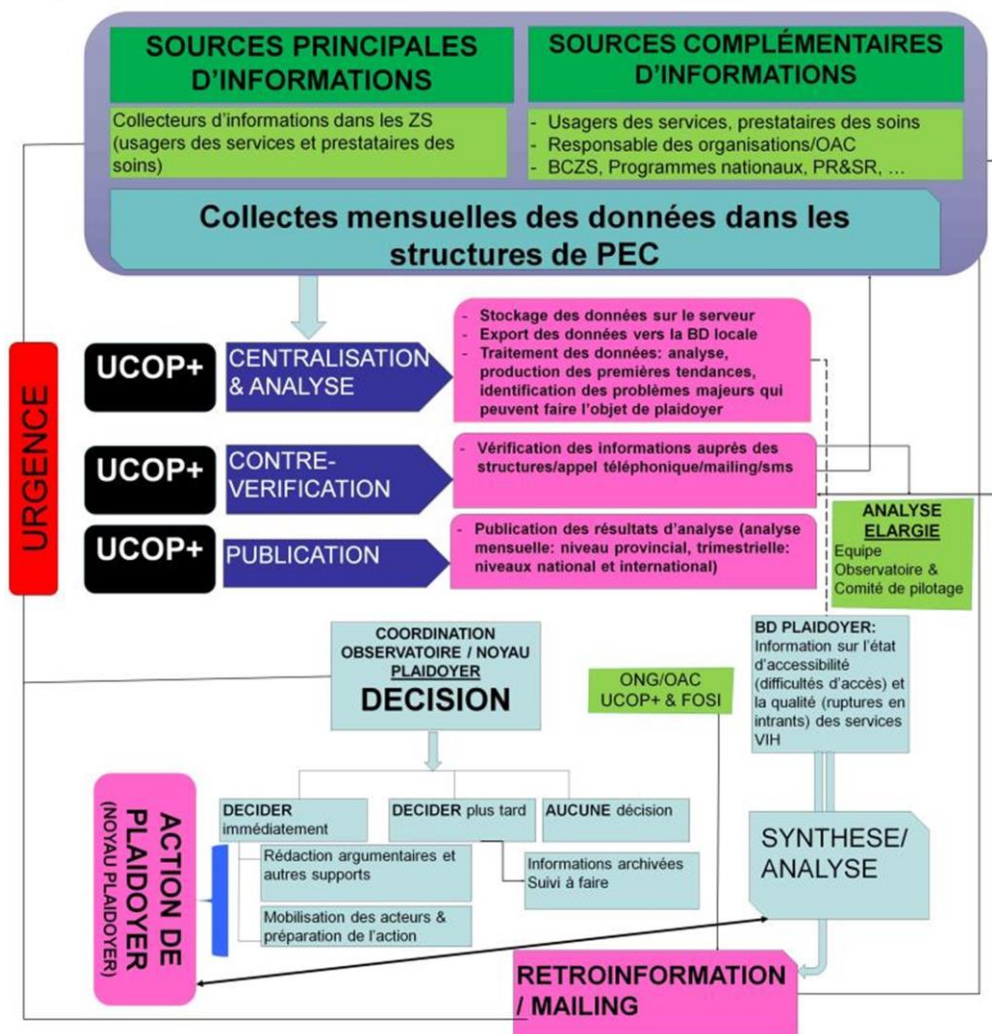 SOURCES PRINCIPALES
D'INFORMATIONS
Collecteurs d'informations dans les ZS
(usagers des services et prestataires des
soins)
SOURCES COMPLÉMENTAIRES
D'INFORMATIONS
- Usagers des services, prestataires des soins
- Responsable des organisations/OAC
- BCZS, Programmes nationaux, PR&SR, ...
Collectes mensuelles des données dans les
structures de PEC
URGENCE
UCOP+
CENTRALISATION
& ANALYSE
- Stockage des données sur le serveur
- Export des données vers la BD locale
- Traitement des données: analyse,
production des premières tendances,
identification des problèmes majeurs qui
peuvent faire l'objet de plaidoyer
UCOP+
CONTRE-
VERIFICATION
- Vérification des informations auprès des
structures/appel téléphonique/mailing/sms
UCOP+
PUBLICATION
- Publication des résultats d'analyse (analyse
mensuelle: niveau provincial, trimestrielle:
niveaux national et international)
ANALYSE
ELARGIE
Equipe
Observatoire &
Comité de pilotage
COORDINATION
OBSERVATOIRE / NOYAU
PLAIDOYER
DECISION
ONG/OAC
UCOP+ & FOSI
BD PLAIDOYER:
Information sur l'état
d'accessibilité
(difficultés d'accès) et
la qualité (ruptures en
intrants) des services
VIH
ACTION DE
PLAIDOYER
(NOYAU PLAIDOYER)
DECIDER
immédiatement
DECIDER plus tard
AUCUNE décision
Rédaction argumentaires et
autres supports
Informations archivées
Suivi à faire
Mobilisation des acteurs &
préparation de l'action
SYNTHESE/
ANALYSE
RETROINFORMATION
/ MAILING